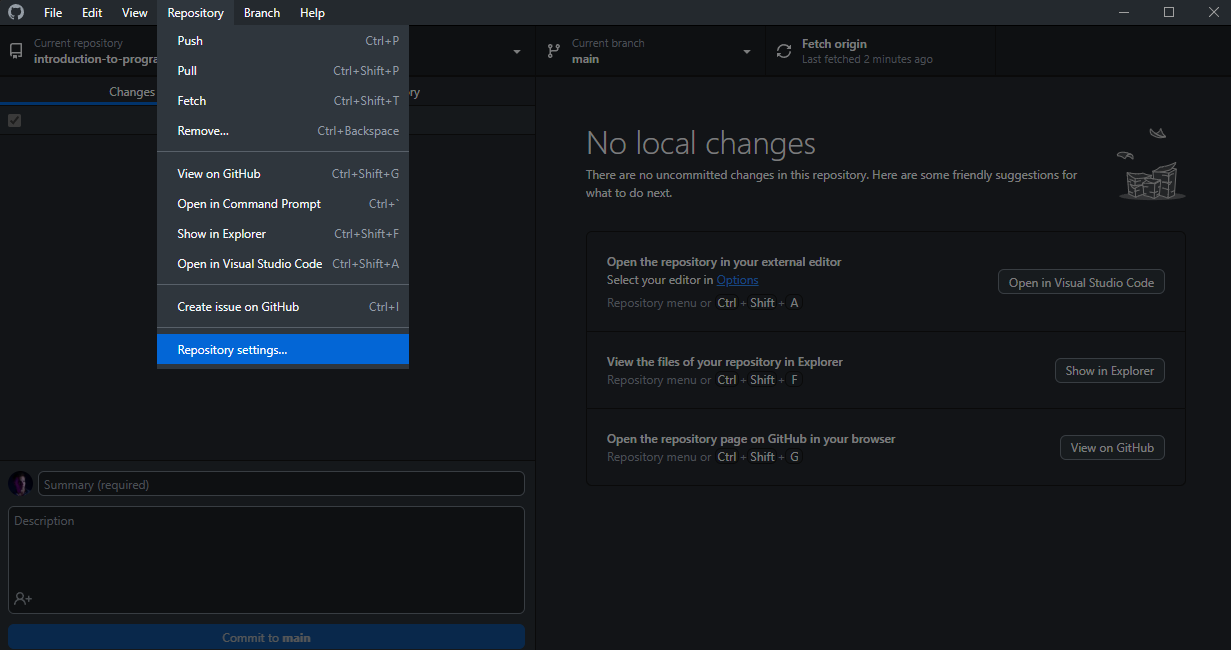 File Edit View Repository Branch Help
Current repository
introduction-to-progra
Current branch
main
Fetch origin
Last fetched 2 minutes ago
Changes
Push Ctrl+P
Pull Ctrl+Shift+P
Fetch Ctrl+Shift+T
Remove... Ctrl+Backspace
View on GitHub Ctrl+Shift+G
Open in Command Prompt Ctrl+`
Show in Explorer Ctrl+Shift+F
Open in Visual Studio Code Ctrl+Shift+A
Create issue on GitHub Ctrl+I
Repository settings...
ry
No local changes
There are no uncommitted changes in this repository. Here are some friendly suggestions for
what to do next.
Open the repository in your external editor
Select your editor in Options
Repository menu or Ctrl + Shift + A
Open in Visual Studio Code
View the files of your repository in Explorer
Repository menu or Ctrl + Shift + F
Show in Explorer
Open the repository page on GitHub in your browser
Repository menu or Ctrl + Shift + G
View on GitHub
Summary (required)
Description
Commit to main